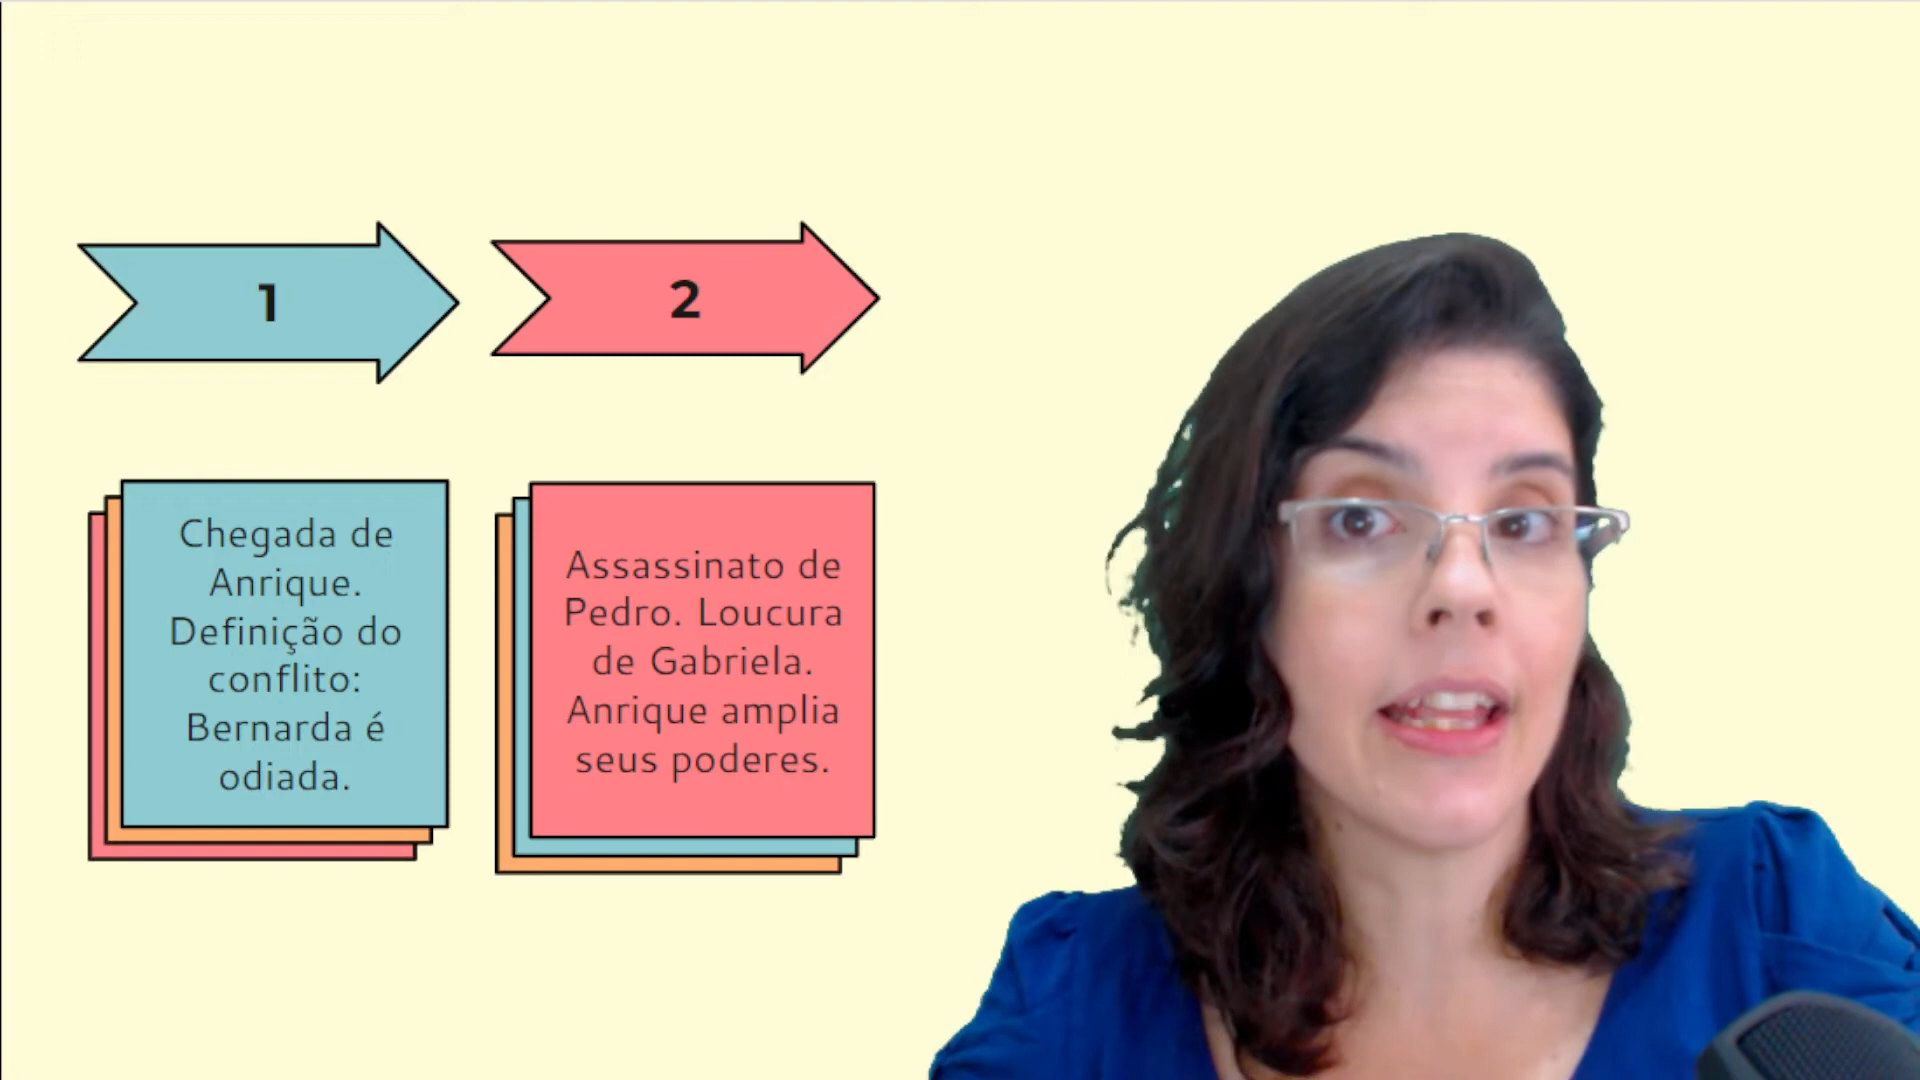 1
2
Chegada de
Anrique.
Definição do
conflito:
Bernarda é
odiada.
Assassinato de
Pedro. Loucura
de Gabriela.
Anrique amplia
seus poderes.